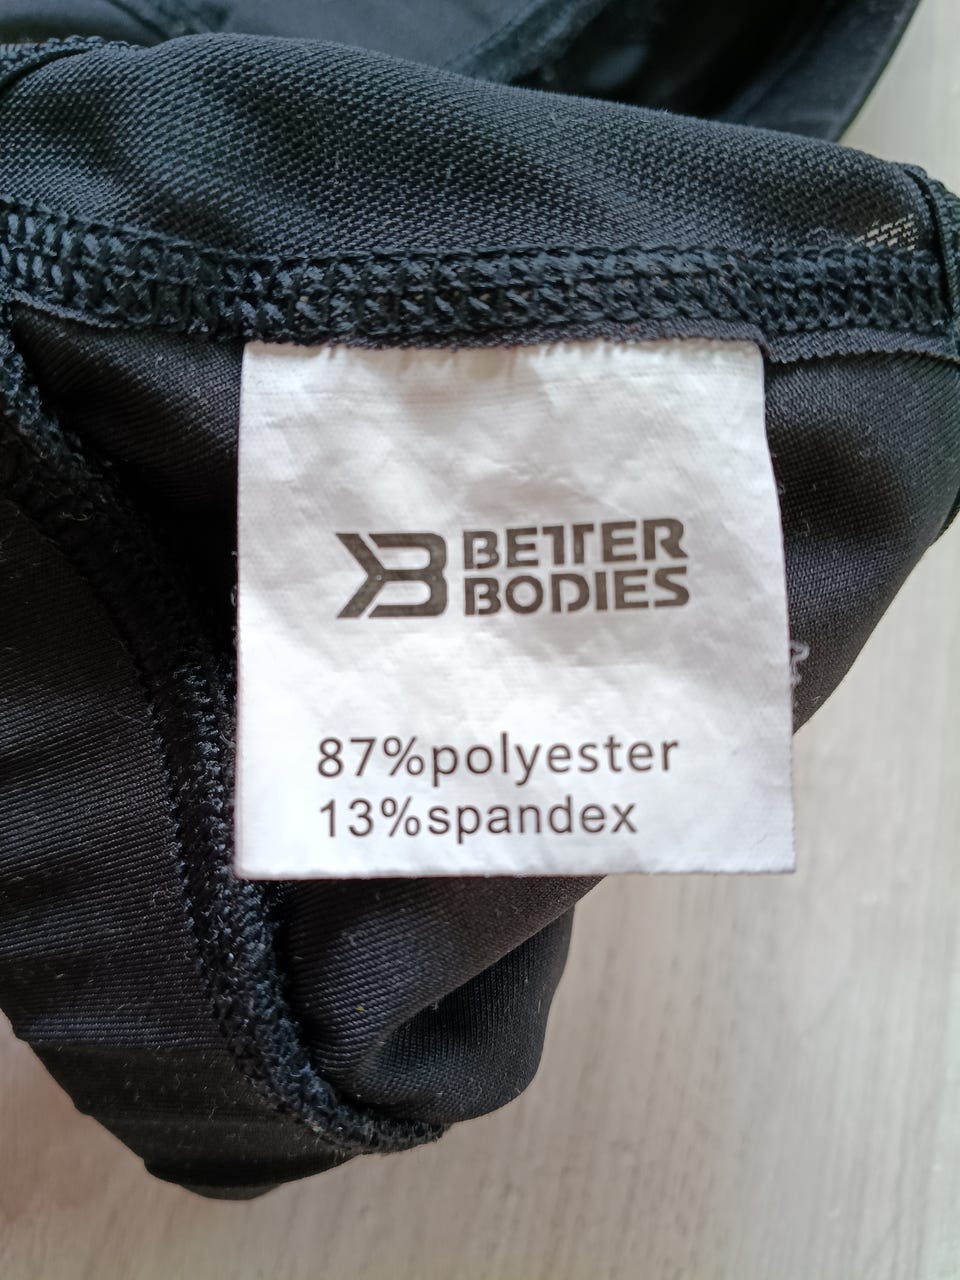 BETTER
BODIES
87%polyester
13%spandex